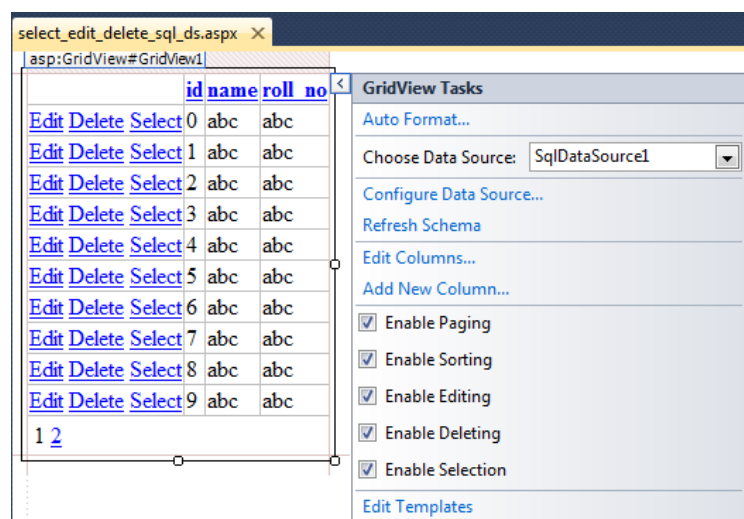 select_edit_delete_sql_ds.aspx
asp:GridView#GridView1
id name roll_no
Edit Delete Select 0 abc abc
Edit Delete Select 1 abc abc
Edit Delete Select 2 abc abc
Edit Delete Select 3 abc abc
Edit Delete Select 4 abc abc
Edit Delete Select 5 abc abc
Edit Delete Select 6 abc abc
Edit Delete Select 7 abc abc
Edit Delete Select 8 abc abc
Edit Delete Select 9 abc abc
1 2
GridView Tasks
Auto Format...
Choose Data Source: SqlDataSource1
Configure Data Source...
Refresh Schema
Edit Columns...
Add New Column...
Enable Paging
Enable Sorting
Enable Editing
Enable Deleting
Enable Selection
Edit Templates